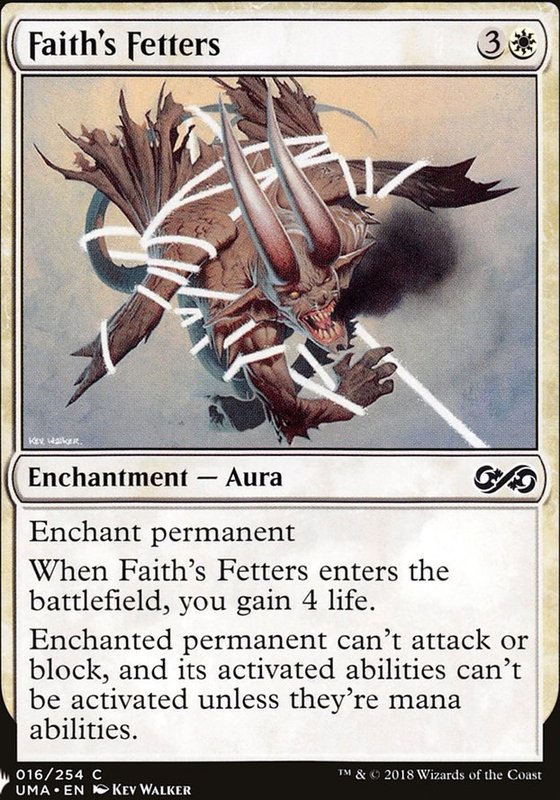 Faith's Fetters 3
KEV WALKER.
Enchantment — Aura
Enchant permanent
When Faith's Fetters enters the
battlefield, you gain 4 life.
Enchanted permanent can't attack or
block, and its activated abilities can't
be activated unless they're mana
abilities.
016/254 C
UMA • EN Kev Walker
™ & © 2018 Wizards of the Coast